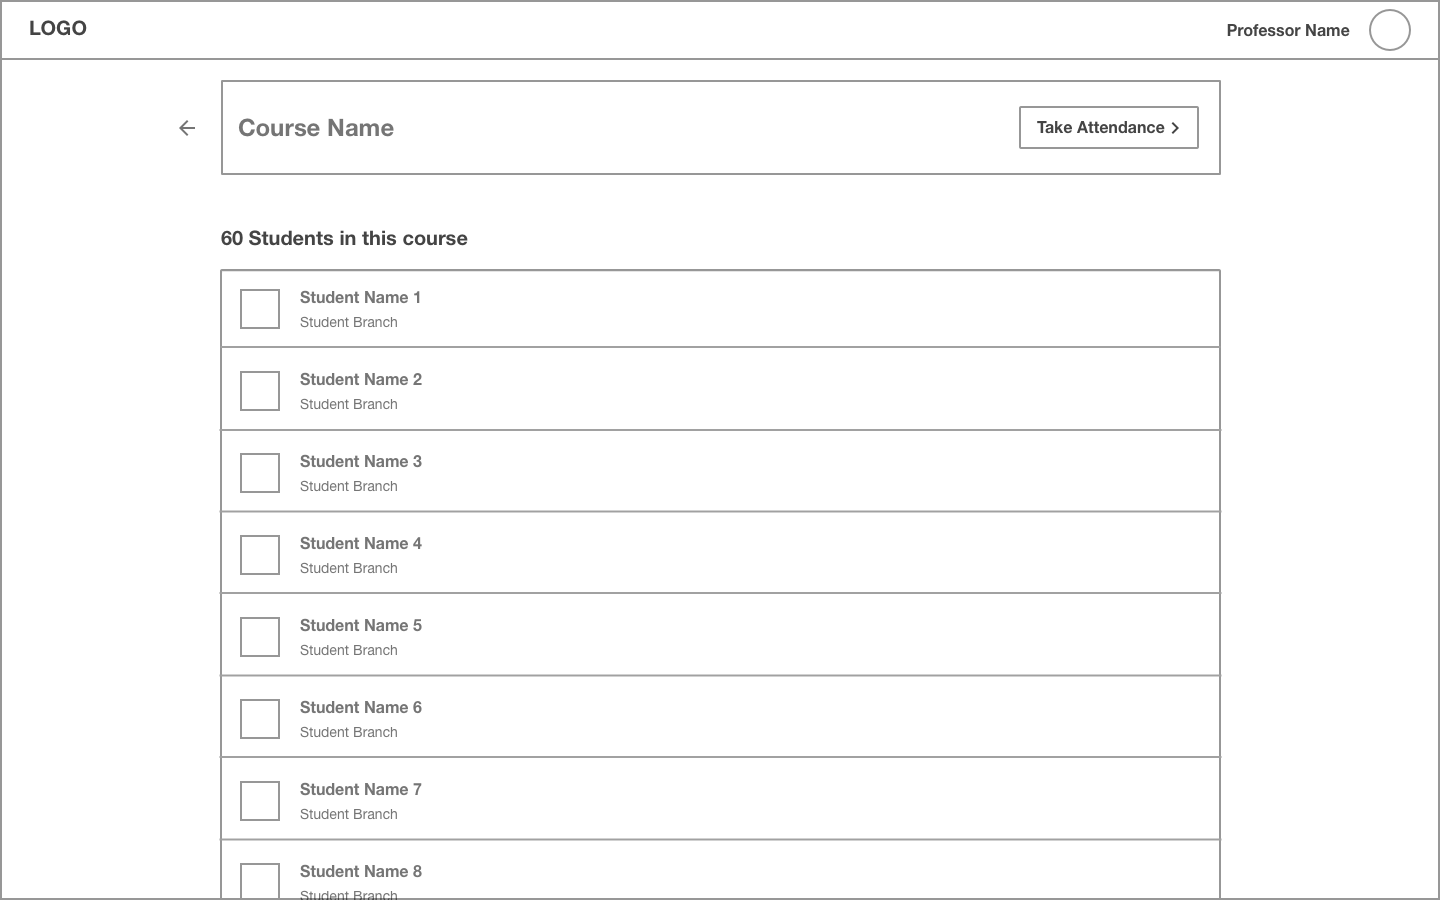 LOGO
Professor Name
Course Name
Take Attendance
60 Students in this course
Student Name 1
Student Branch
Student Name 2
Student Branch
Student Name 3
Student Branch
Student Name 4
Student Branch
Student Name 5
Student Branch
Student Name 6
Student Branch
Student Name 7
Student Branch
Student Name 8
Student Branch